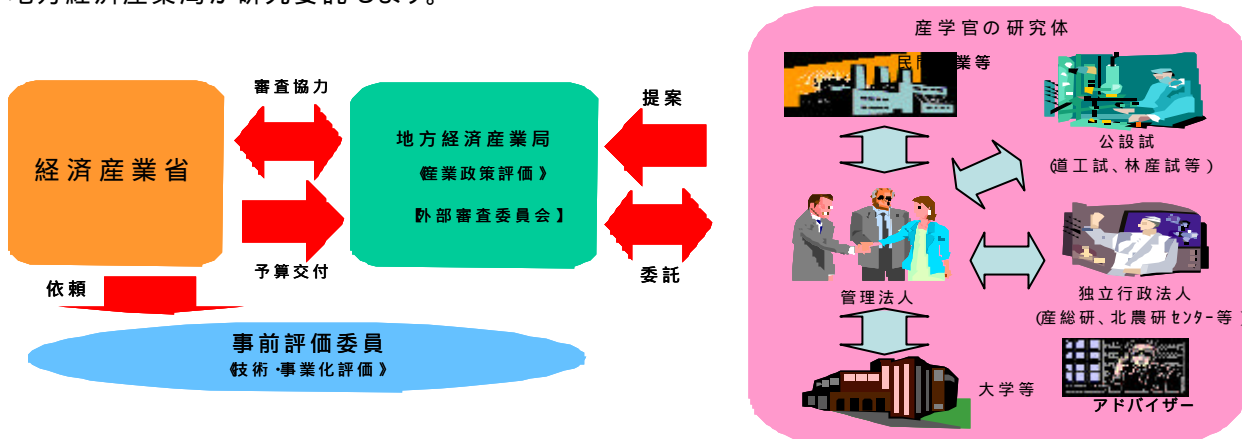 地方経済産業局が研究委託します。
産学官の研究体
民間企業等
審査協力
提案
経済産業省
地方経済産業局
《産業政策評価》
【外部審査委員会】
公設試
(道工試、林産試等)
予算交付
委託
依頼
管理法人
独立行政法人
(産総研、北農研センター等)
事前評価委員
《技術・事業化評価》
大学等
アドバイザー